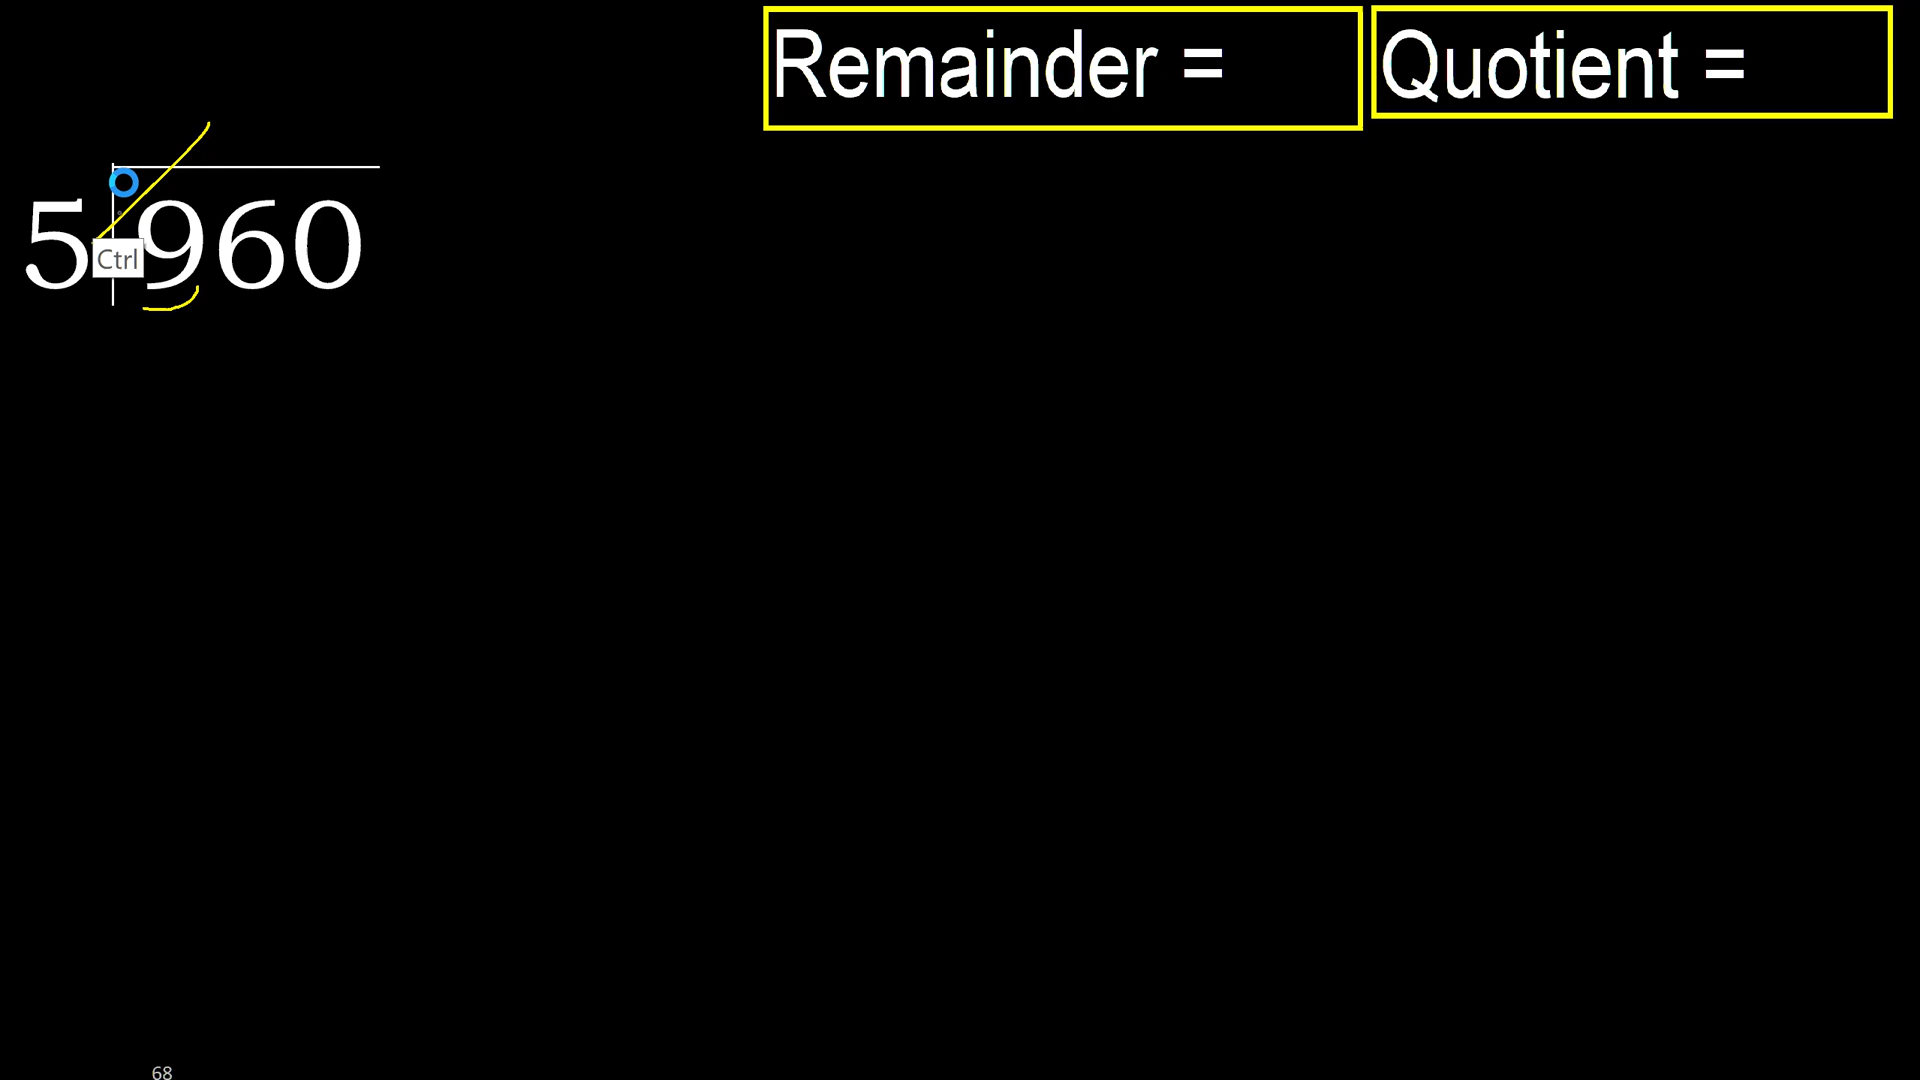 Remainder = Quotient =
5 960
Ctrl
68